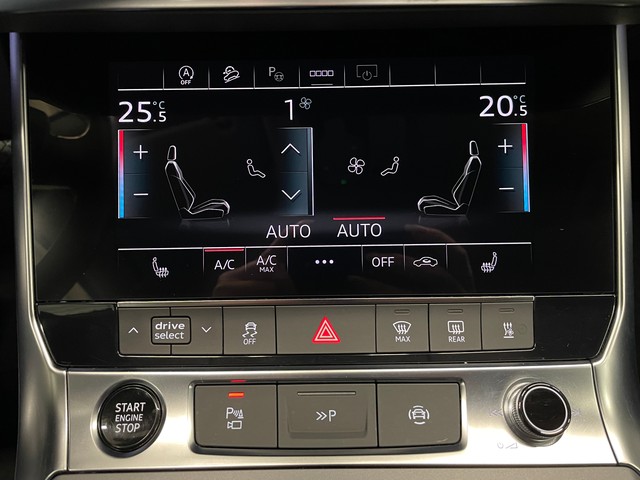 A
OFF
P
25.5 °C
1
20.5 °C
+
+
−
−
AUTO AUTO
A/C
A/C
MAX
•••
OFF
drive
select
OFF
MAX
REAR
START
ENGINE
STOP
P
>>P